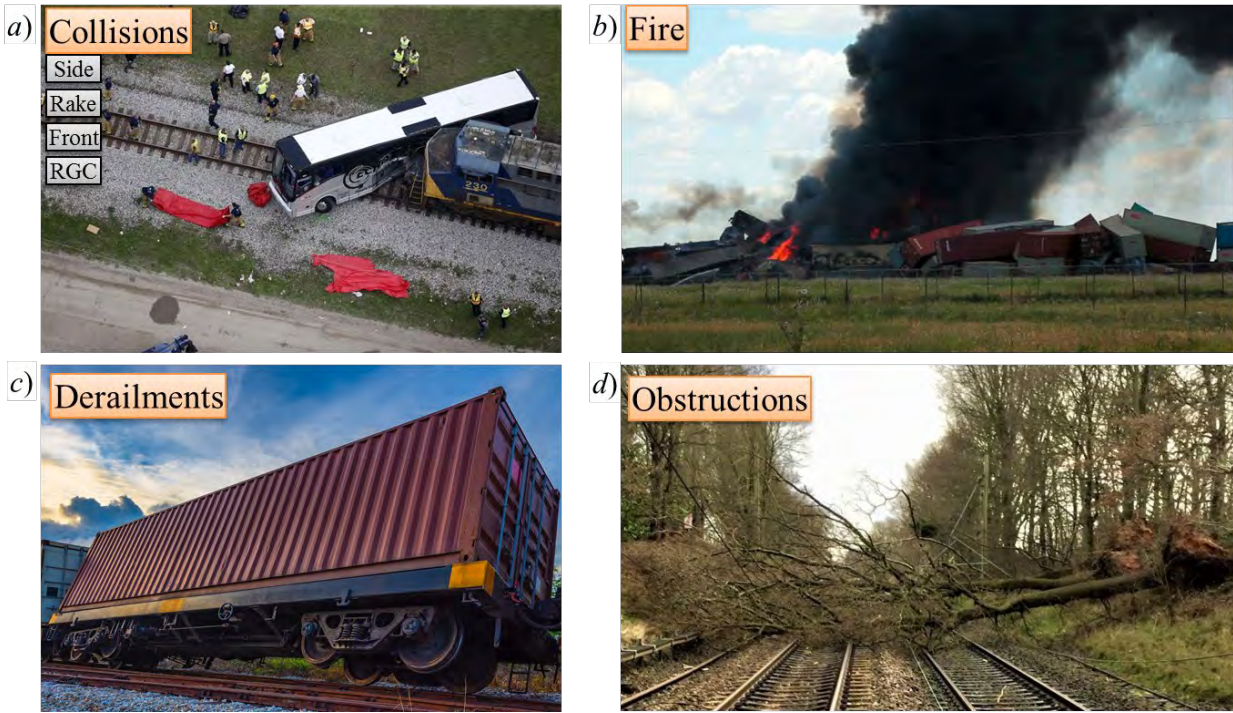 a) Collisions
Side
Rake
Front
RGC
230
b) Fire
c) Derailments
d) Obstructions